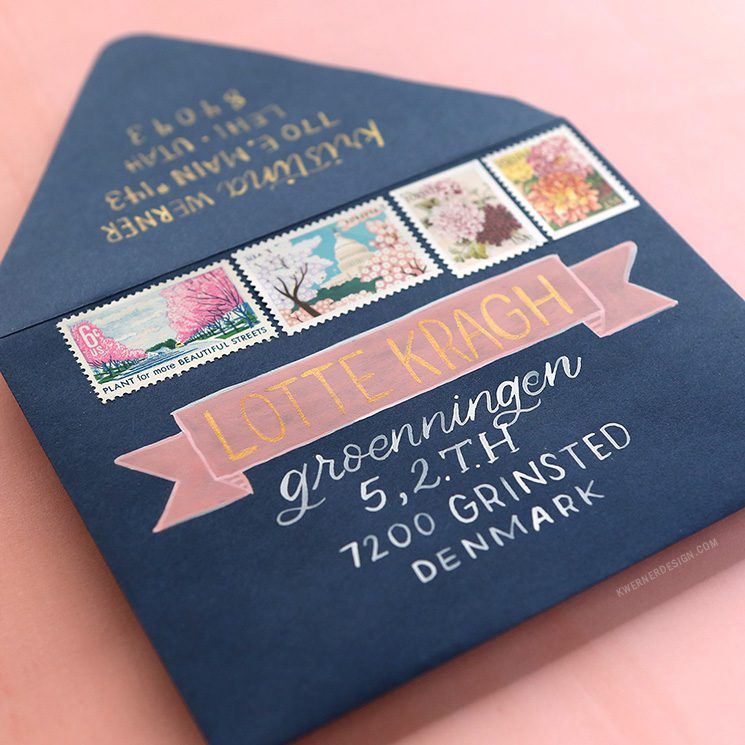 kristina WERNER
770 E. MAIN #143
LEHI • UTAH
84043
6¢ US
PLANT for more BEAUTIFUL STREETS
LOTTE KRAGH
groenningen
5, 2.T.H
7200 GRINSTED
DENMARK
KWERNERDESIGN.COM